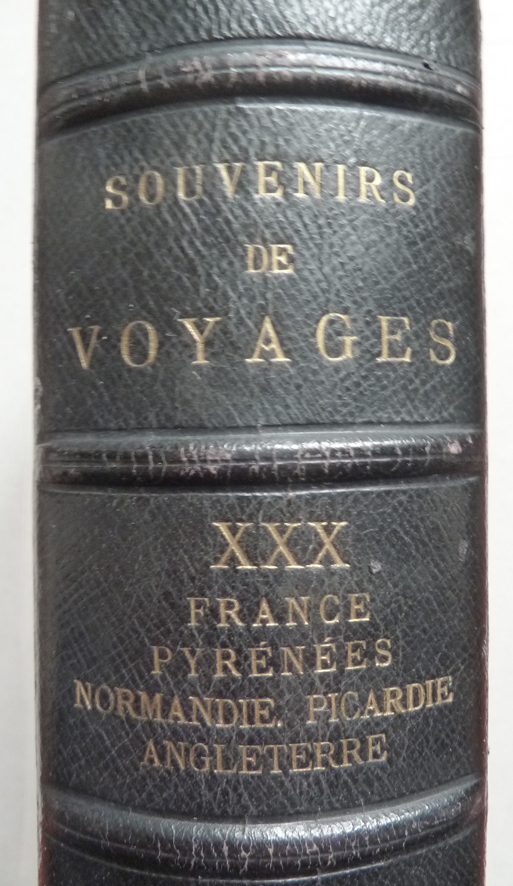 SOUVENIRS
DE
VOYAGES
XXX
FRANCE
PYRÉNÉES
NORMANDIE. PICARDIE
ANGLETERRE